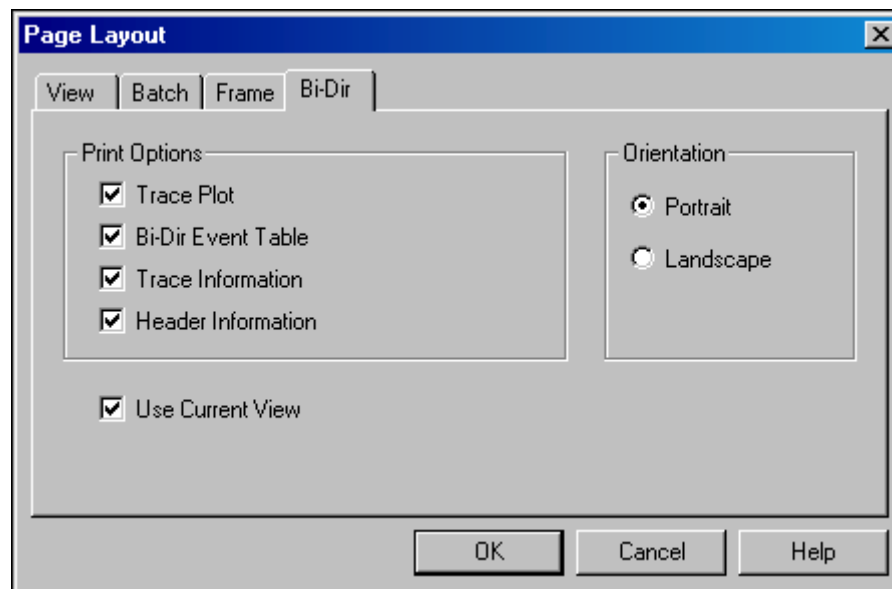 Page Layout
View Batch Frame Bi-Dir
Print Options
Trace Plot
Bi-Dir Event Table
Trace Information
Header Information
Orientation
Portrait
Landscape
Use Current View
OK Cancel Help